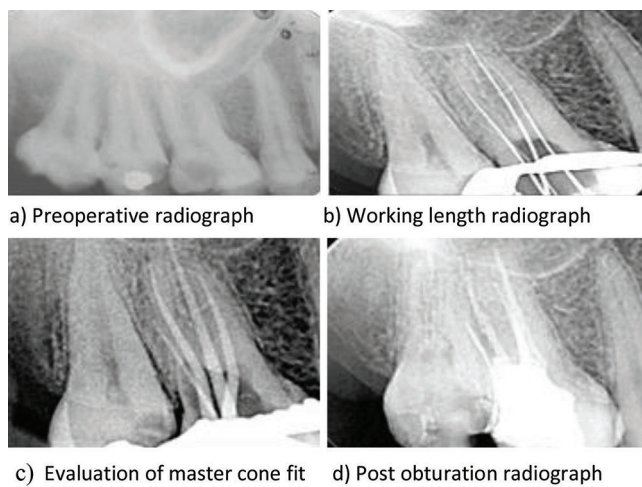 a) Preoperative radiograph
b) Working length radiograph
c) Evaluation of master cone fit
d) Post obturation radiograph